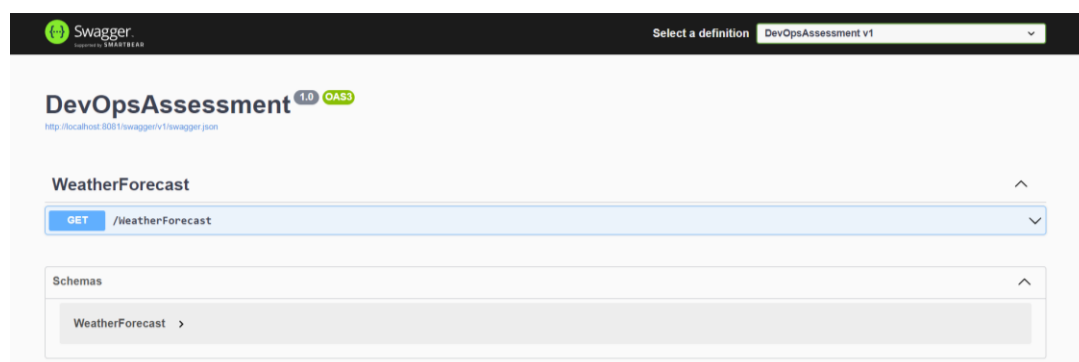 Swagger.
Supported by SMARTBEAR
Select a definition
DevOpsAssessment v1
DevOpsAssessment 1.0 OAS3
http://localhost:8081/swagger/v1/swagger.json
WeatherForecast
GET /WeatherForecast
Schemas
WeatherForecast